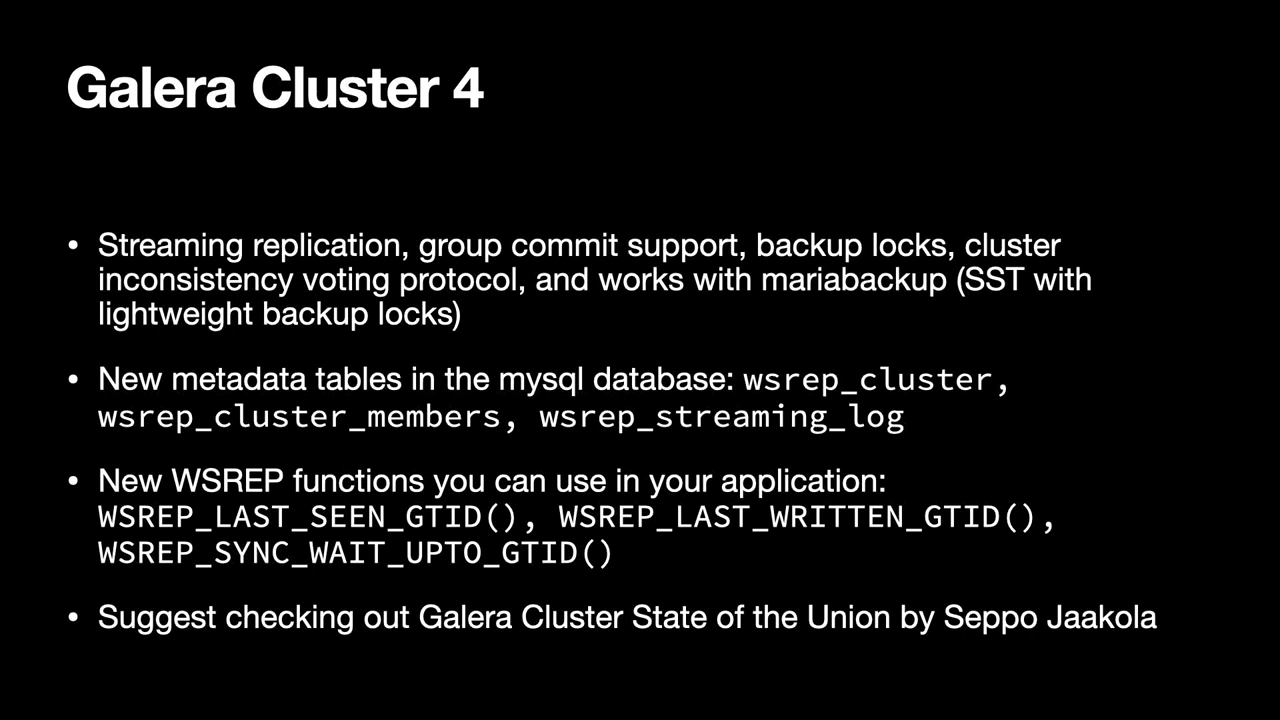 Galera Cluster 4
• Streaming replication, group commit support, backup locks, cluster
inconsistency voting protocol, and works with mariabackup (SST with
lightweight backup locks)
• New metadata tables in the mysql database: wsrep_cluster,
wsrep_cluster_members, wsrep_streaming_log
• New WSREP functions you can use in your application:
WSREP_LAST_SEEN_GTID(), WSREP_LAST_WRITTEN_GTID(),
WSREP_SYNC_WAIT_UPTO_GTID()
• Suggest checking out Galera Cluster State of the Union by Seppo Jaakola